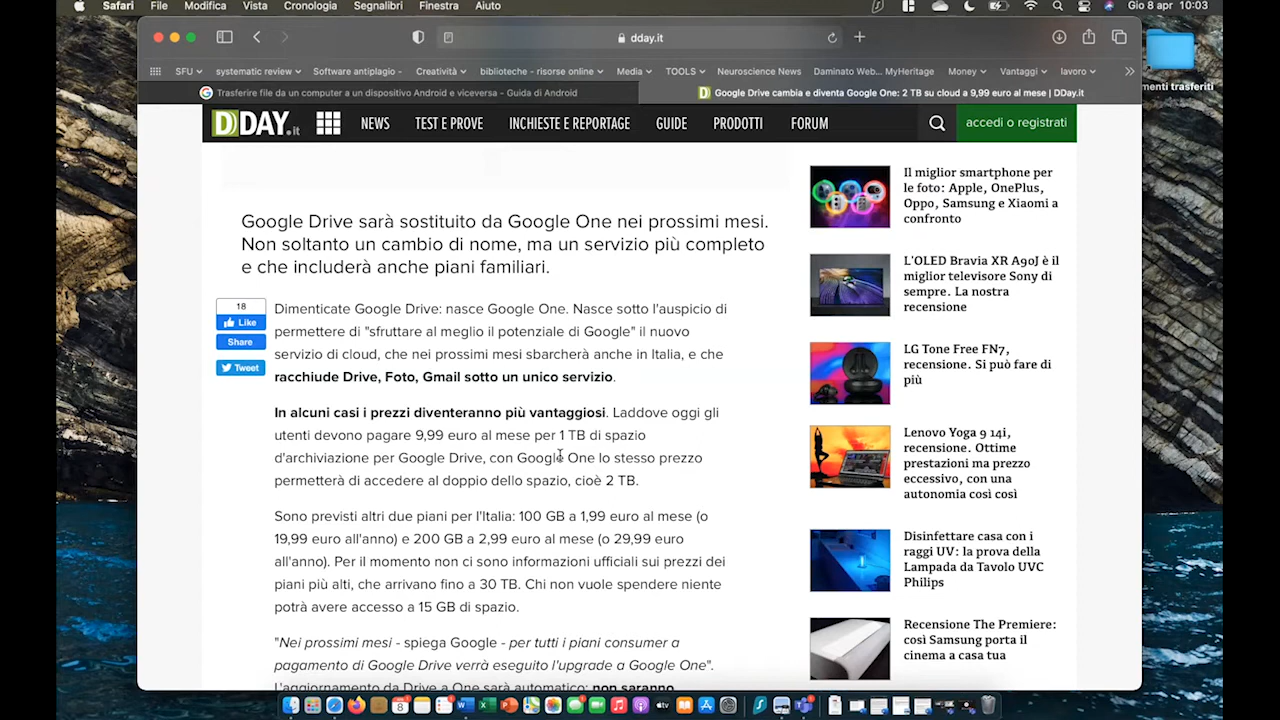 Safari File Modifica Vista Cronologia Segnalibri Finestra Aiuto Gio 8 apr 10:03
dday.it
SFU systematic review Software antiplagio - Creatività biblioteche - risorse online Media TOOLS Neuroscience News Daminato Web... MyHeritage Money Vantaggi lavoro
Trasferire file da un computer a un dispositivo Android e viceversa - Guida di Android
Google Drive cambia e diventa Google One: 2 TB su cloud a 9,99 euro al mese | DDay.it
menti trasferiti
DDAY.it NEWS TEST E PROVE INCHIESTE E REPORTAGE GUIDE PRODOTTI FORUM accedi o registrati
Google Drive sarà sostituito da Google One nei prossimi mesi.
Non soltanto un cambio di nome, ma un servizio più completo
e che includerà anche piani familiari.
18
Like
Share
Tweet
Dimenticate Google Drive: nasce Google One. Nasce sotto l'auspicio di
permettere di "sfruttare al meglio il potenziale di Google" il nuovo
servizio di cloud, che nei prossimi mesi sbarcherà anche in Italia, e che
racchiude Drive, Foto, Gmail sotto un unico servizio.
In alcuni casi i prezzi diventeranno più vantaggiosi. Laddove oggi gli
utenti devono pagare 9,99 euro al mese per 1 TB di spazio
d'archiviazione per Google Drive, con Google One lo stesso prezzo
permetterà di accedere al doppio dello spazio, cioè 2 TB.
Sono previsti altri due piani per l'Italia: 100 GB a 1,99 euro al mese (o
19,99 euro all'anno) e 200 GB a 2,99 euro al mese (o 29,99 euro
all'anno). Per il momento non ci sono informazioni ufficiali sui prezzi dei
piani più alti, che arrivano fino a 30 TB. Chi non vuole spendere niente
potrà avere accesso a 15 GB di spazio.
"Nei prossimi mesi - spiega Google - per tutti i piani consumer a
pagamento di Google Drive verrà eseguito l'upgrade a Google One".
L'aggiornamento da Drive a One sarà automatico: non saranno
Il miglior smartphone per
le foto: Apple, OnePlus,
Oppo, Samsung e Xiaomi a
confronto
L'OLED Bravia XR A90J è il
miglior televisore Sony di
sempre. La nostra
recensione
LG Tone Free FN7,
recensione. Si può fare di
più
Lenovo Yoga 9 14i,
recensione. Ottime
prestazioni ma prezzo
eccessivo, con una
autonomia così così
Disinfettare casa con i
raggi UV: la prova della
Lampada da Tavolo UVC
Philips
Recensione The Premiere:
così Samsung porta il
cinema a casa tua